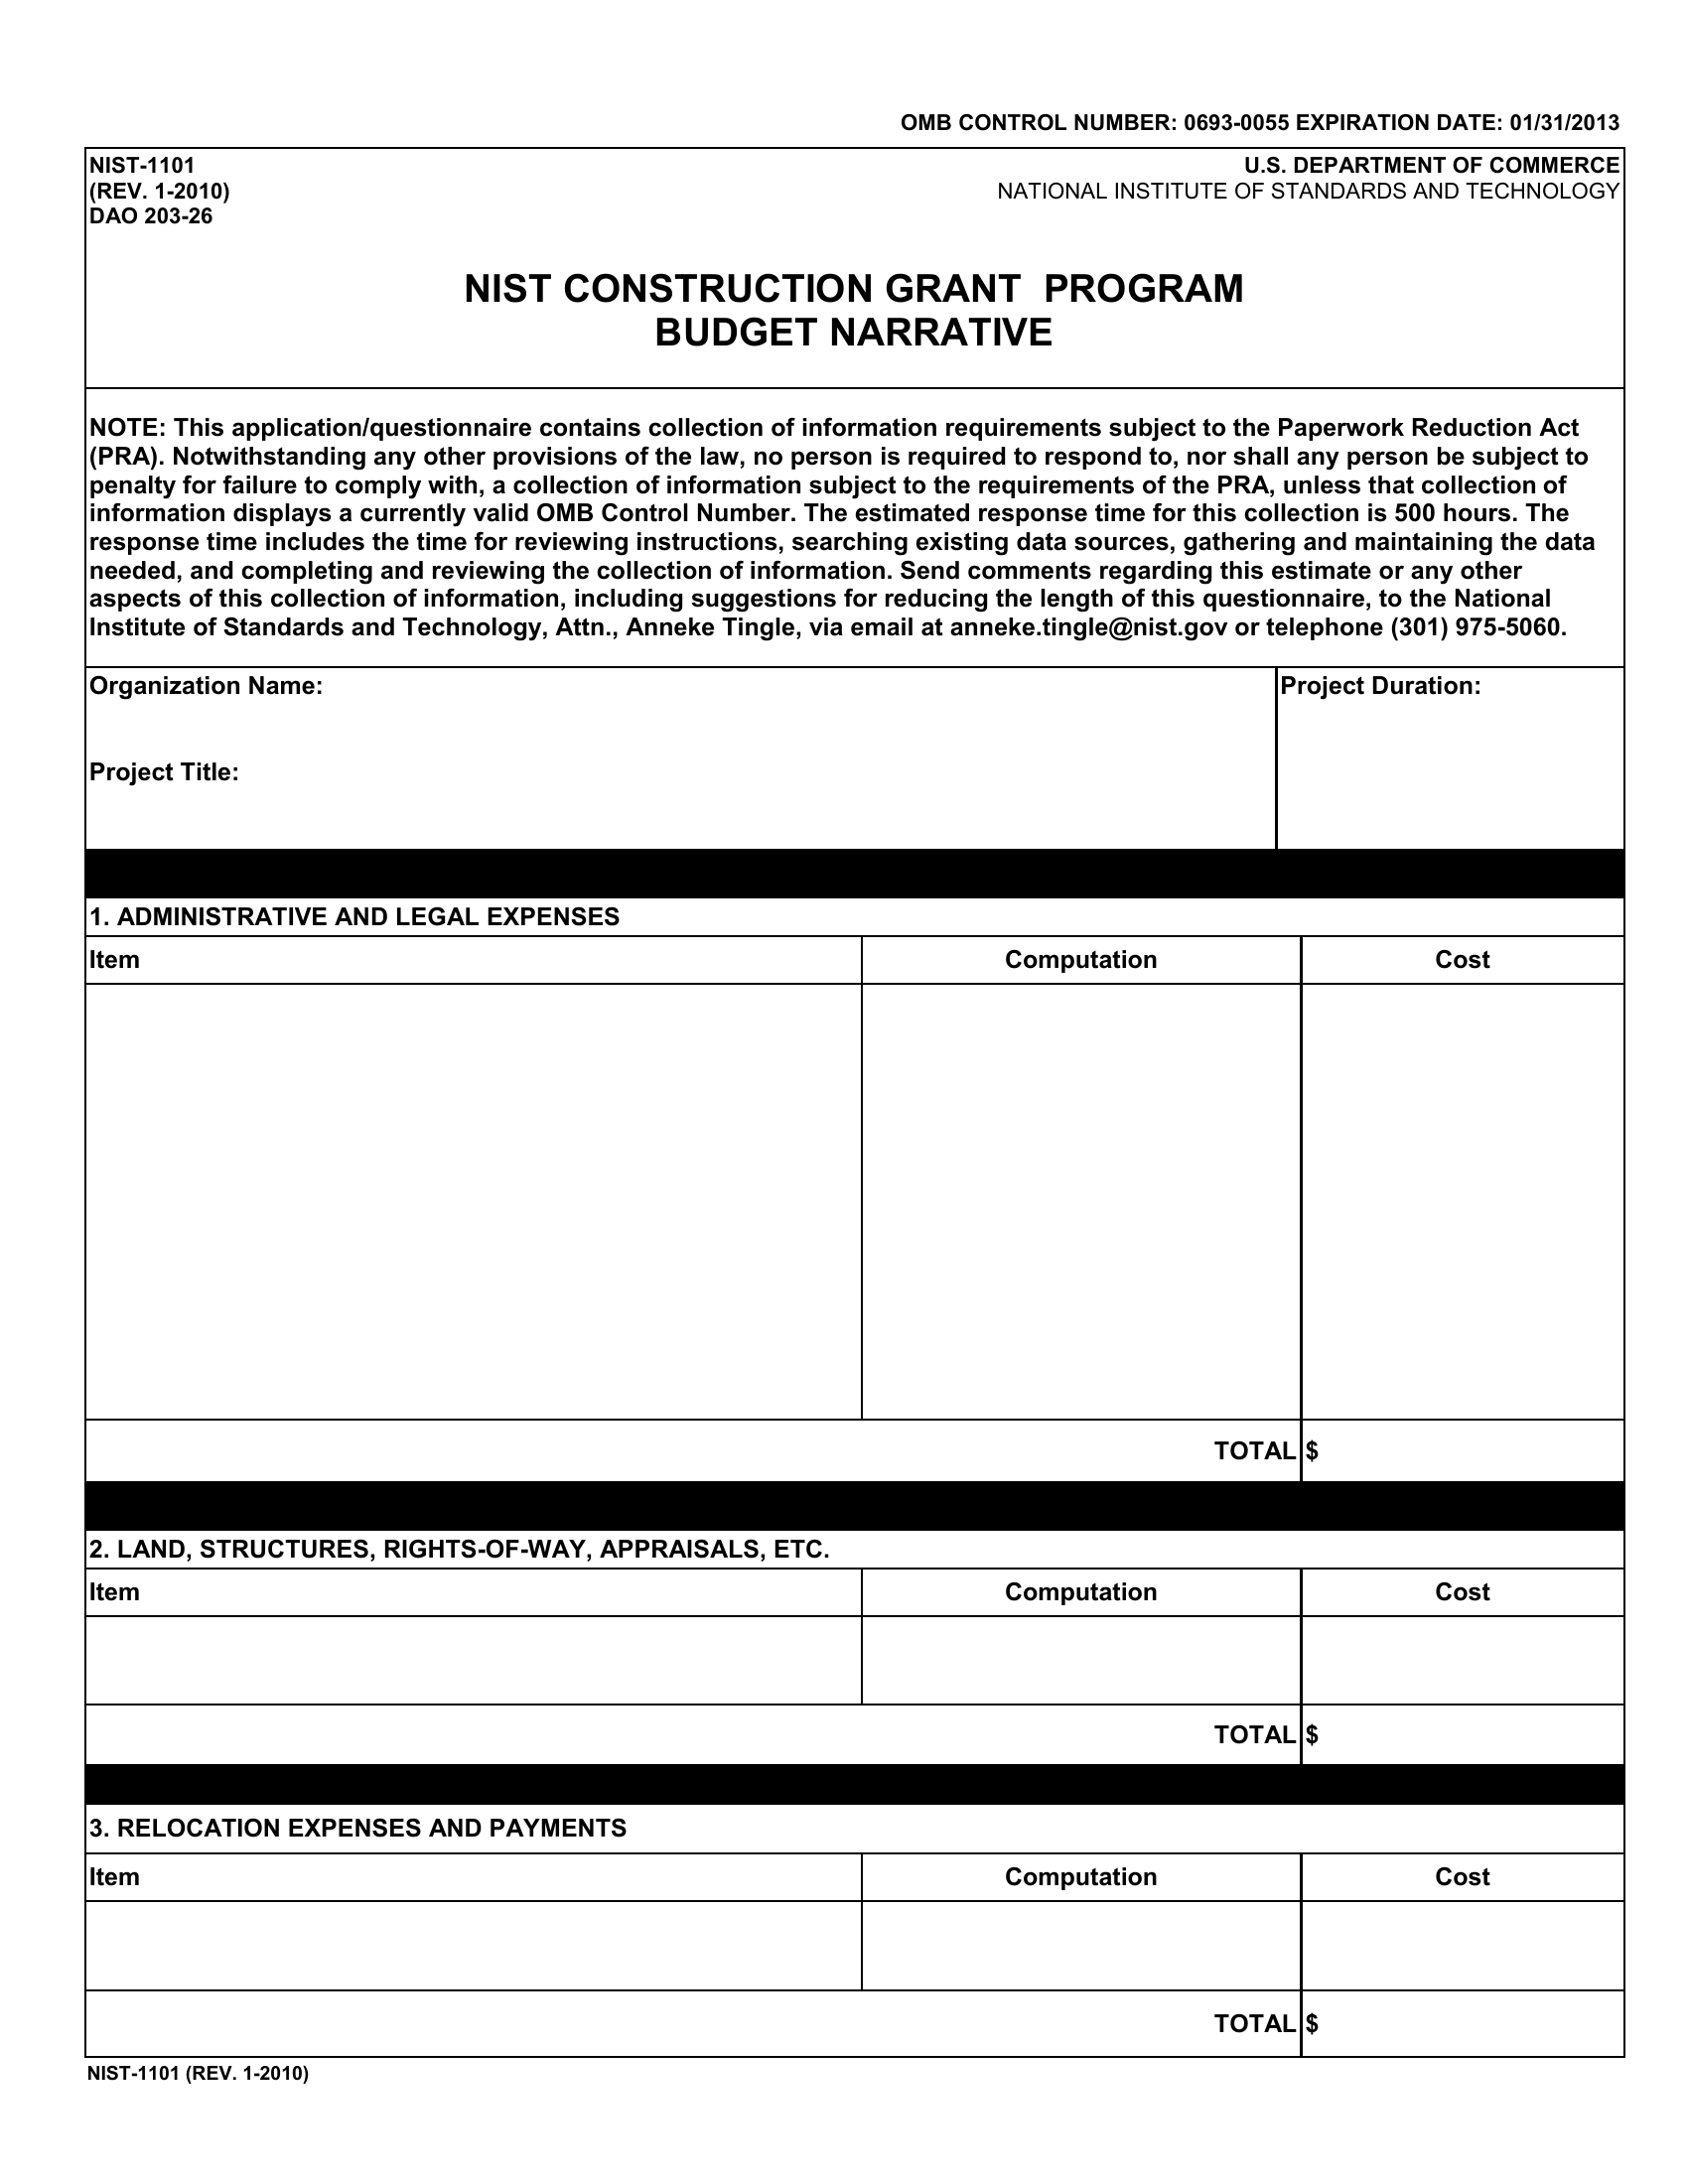 OMB CONTROL NUMBER: 0693-0055 EXPIRATION DATE: 01/31/2013
NIST-1101
U.S. DEPARTMENT OF COMMERCE
(REV. 1-2010)
NATIONAL INSTITUTE OF STANDARDS AND TECHNOLOGY
DAO 203-26
NIST CONSTRUCTION GRANT PROGRAM
BUDGET NARRATIVE
NOTE: This application/questionnaire contains collection of information requirements subject to the Paperwork Reduction Act
(PRA). Notwithstanding any other provisions of the law, no person is required to respond to, nor shall any person be subject to
penalty for failure to comply with, a collection of information subject to the requirements of the PRA, unless that collection of
information displays a currently valid OMB Control Number. The estimated response time for this collection is 500 hours. The
response time includes the time for reviewing instructions, searching existing data sources, gathering and maintaining the data
needed, and completing and reviewing the collection of information. Send comments regarding this estimate or any other
aspects of this collection of information, including suggestions for reducing the length of this questionnaire, to the National
Institute of Standards and Technology, Attn., Anneke Tingle, via email at anneke.tingle@nist.gov or telephone (301) 975-5060.
Organization Name:
Project Duration:
Project Title:
1. ADMINISTRATIVE AND LEGAL EXPENSES
Item Computation Cost
TOTAL $
2. LAND, STRUCTURES, RIGHTS-OF-WAY, APPRAISALS, ETC.
Item Computation Cost
TOTAL $
3. RELOCATION EXPENSES AND PAYMENTS
Item Computation Cost
TOTAL $
NIST-1101 (REV. 1-2010)